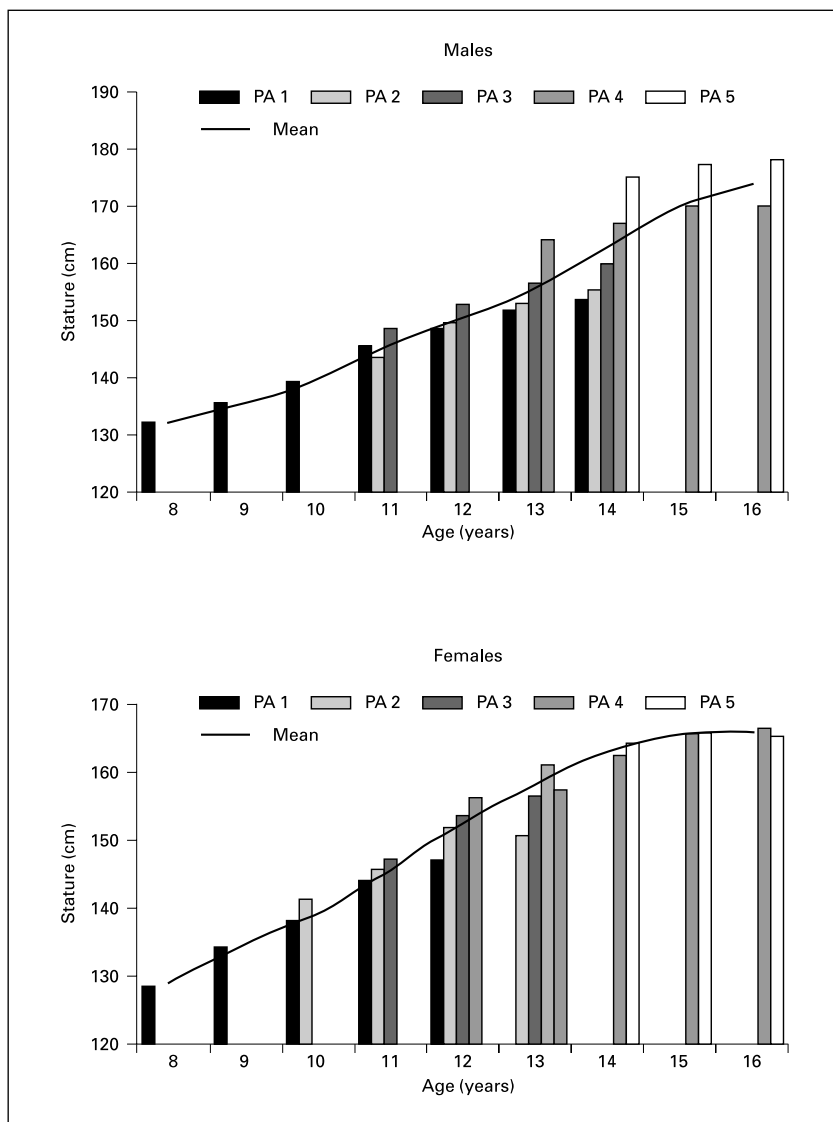 Males
190
PA 1 PA 2 PA 3 PA 4 PA 5
Mean
180
170
160
150
140
130
120
Stature (cm)
8 9 10 11 12 13 14 15 16
Age (years)
Females
170
PA 1 PA 2 PA 3 PA 4 PA 5
Mean
160
150
140
130
120
Stature (cm)
8 9 10 11 12 13 14 15 16
Age (years)